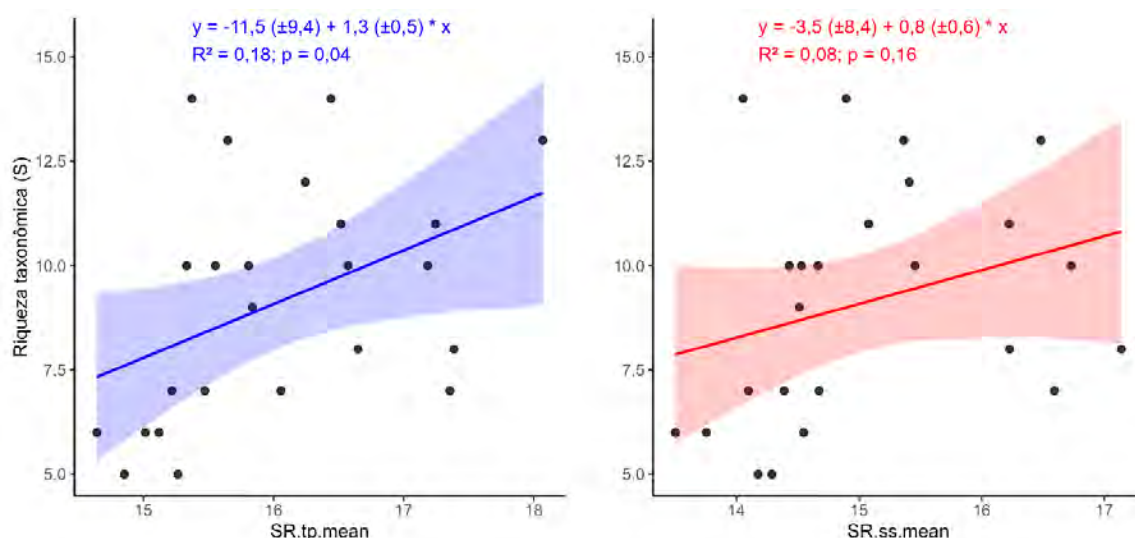 y = -11,5 (±9,4) + 1,3 (±0,5) * x
R² = 0,18; p = 0,04
15.0
12.5
10.0
7.5
5.0
Riqueza taxonômica (S)
15 16 17 18
SR.tp.mean
y = -3,5 (±8,4) + 0,8 (±0,6) * x
R² = 0,08; p = 0,16
15.0
12.5
10.0
7.5
5.0
14 15 16 17
SR.ss.mean